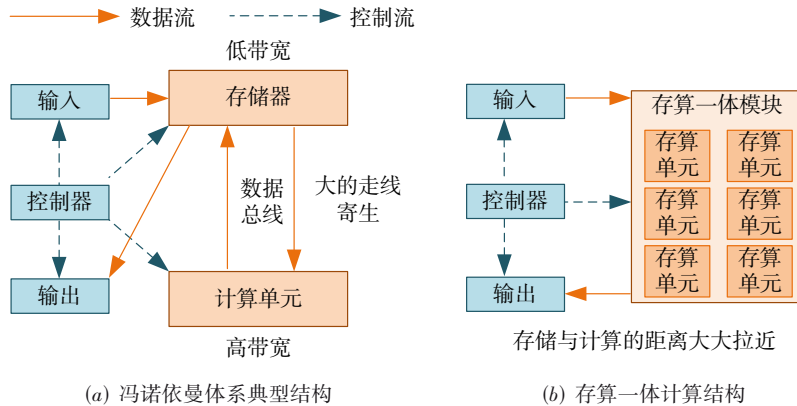 数据流
控制流
低带宽
输入
存储器
控制器
数据
总线
大的走线
寄生
输出
计算单元
高带宽
(a) 冯诺依曼体系典型结构
输入
存算一体模块
存算
单元
存算
单元
控制器
存算
单元
存算
单元
输出
存算
单元
存算
单元
存储与计算的距离大大拉近
(b) 存算一体计算结构